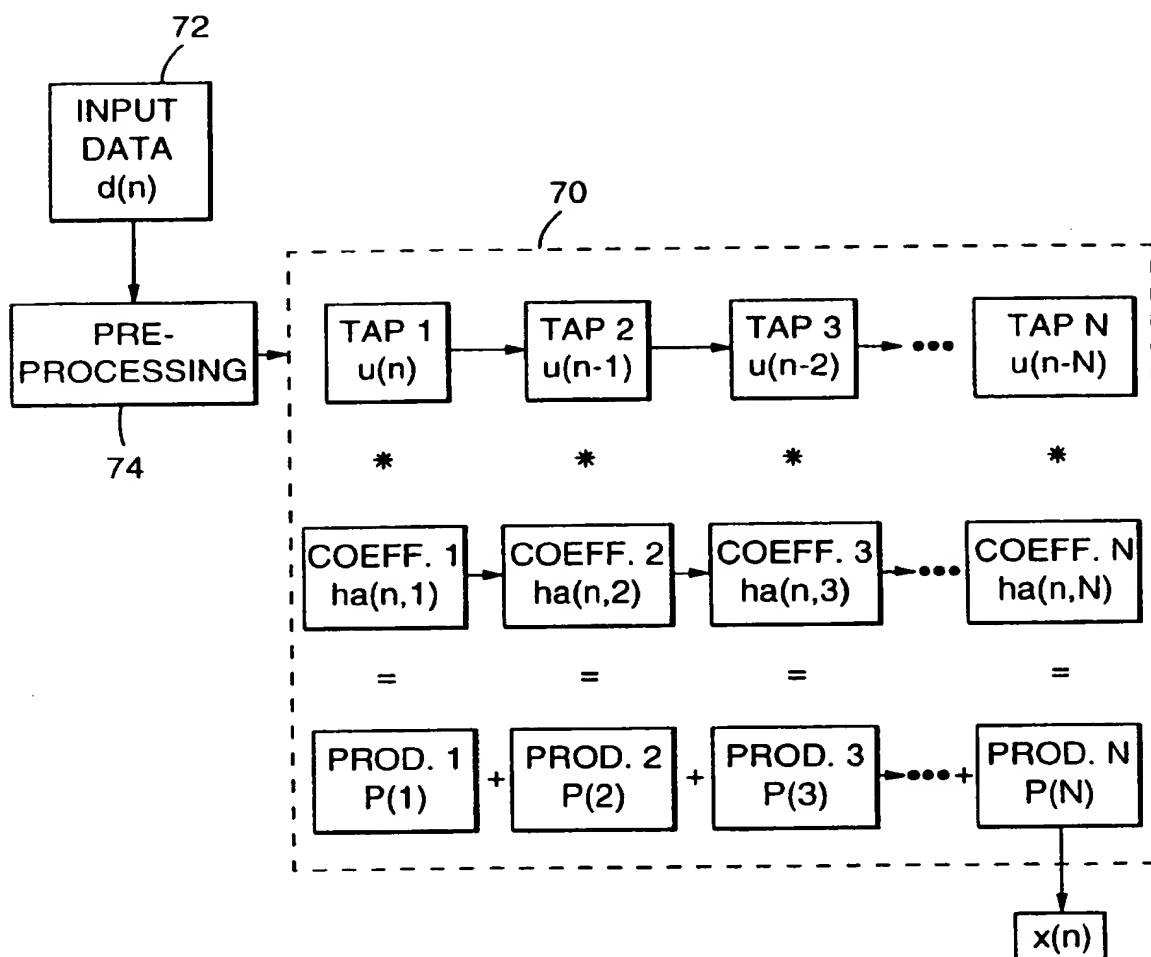 72
INPUT
DATA
d(n)
70
PRE-
PROCESSING
74
TAP 1 TAP 2 TAP 3 TAP N
u(n) u(n-1) u(n-2) ••• u(n-N)
* * * *
COEFF. 1 COEFF. 2 COEFF. 3 COEFF. N
ha(n,1) ha(n,2) ha(n,3) ••• ha(n,N)
= = = =
PROD. 1 + PROD. 2 + PROD. 3 ••• + PROD. N
P(1) P(2) P(3) P(N)
x(n)